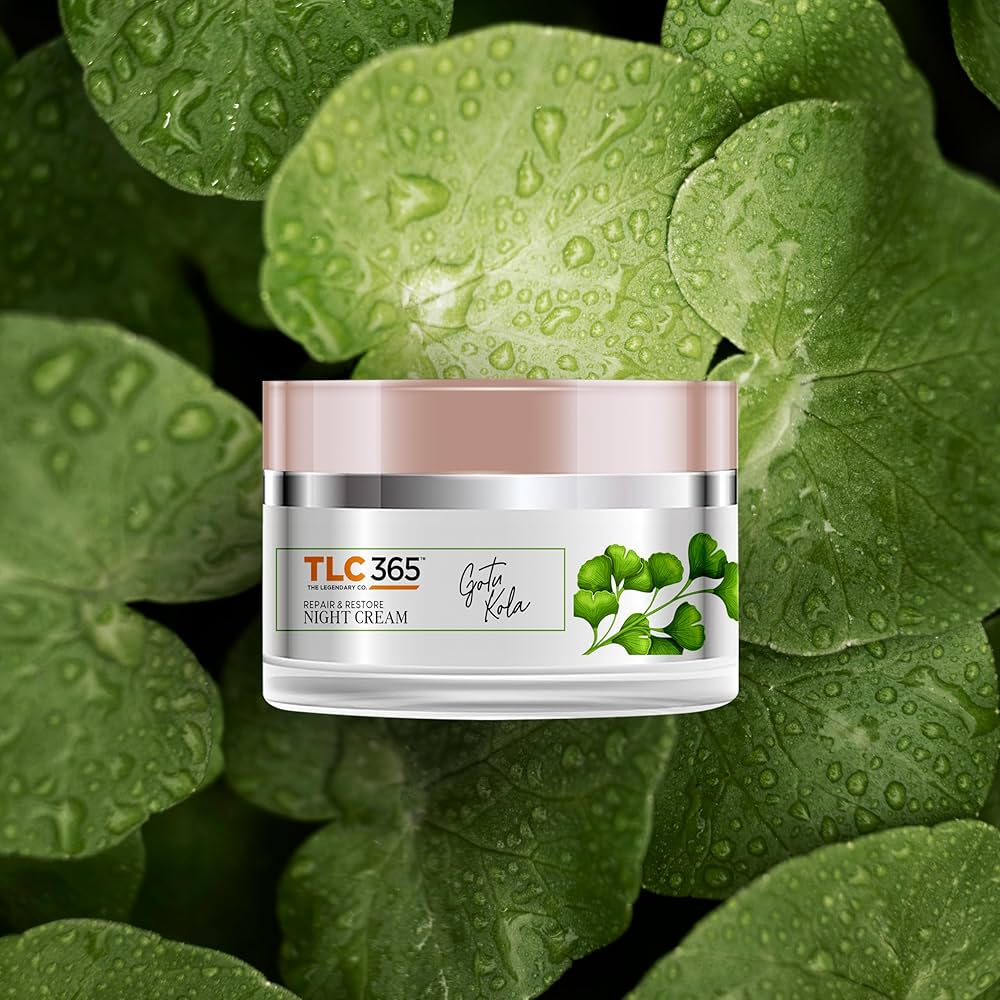 TLC 365™
THE LEGENDARY CO.
REPAIR & RESTORE
NIGHT CREAM
Gotu
Kola